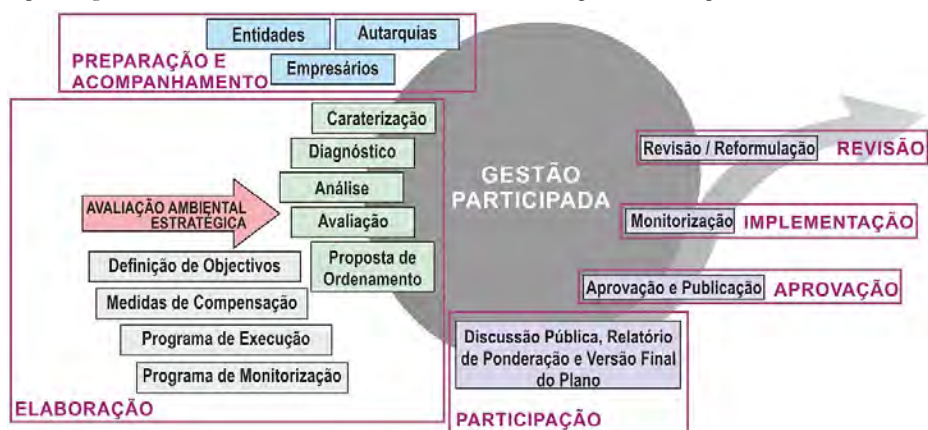 Entidades
Autarquias
PREPARAÇÃO E
ACOMPANHAMENTO
Empresários
Caraterização
Diagnóstico
Análise
Avaliação
Proposta de
Ordenamento
AVALIAÇÃO AMBIENTAL
ESTRATÉGICA
Definição de Objectivos
Medidas de Compensação
Programa de Execução
Programa de Monitorização
ELABORAÇÃO
GESTÃO
PARTICIPADA
Revisão / Reformulação REVISÃO
Monitorização IMPLEMENTAÇÃO
Aprovação e Publicação APROVAÇÃO
Discussão Pública, Relatório
de Ponderação e Versão Final
do Plano
PARTICIPAÇÃO